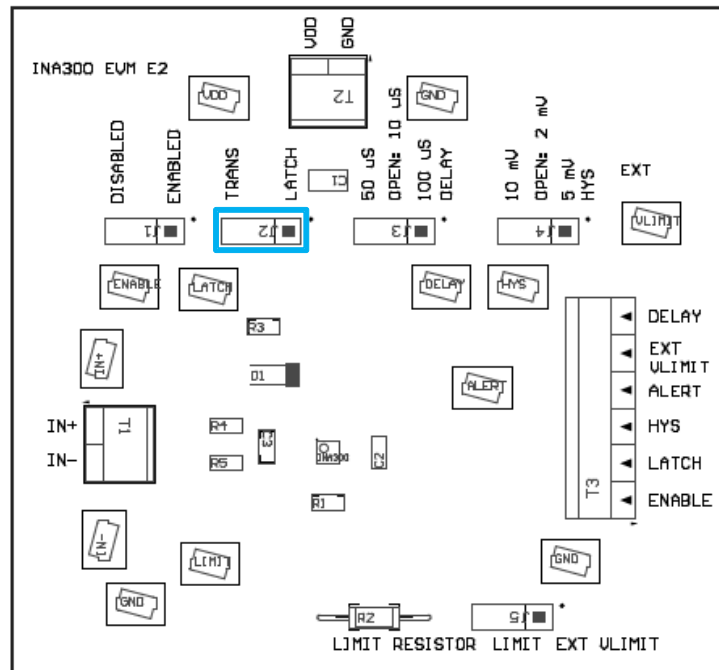 VDD
GND
INA300 EVM E2
T2
VDD
GND
DISABLED
ENABLED
TRANS
LATCH
C1
50 uS
OPEN: 10 uS
100 uS
DELAY
10 mV
OPEN: 2 mV
5 mV
HYS
EXT
VLIMIT
J1
J2
J3
J4
ENABLE
LATCH
DELAY
HYS
R3
DELAY
EXT
VLIMIT
IN+
D1
ALERT
ALERT
IN+
T1
R4
C3
HYS
IN-
R5
INA300
C2
LATCH
T3
R1
ENABLE
IN-
LIMIT
GND
GND
R2
J5
LIMIT RESISTOR LIMIT EXT VLIMIT